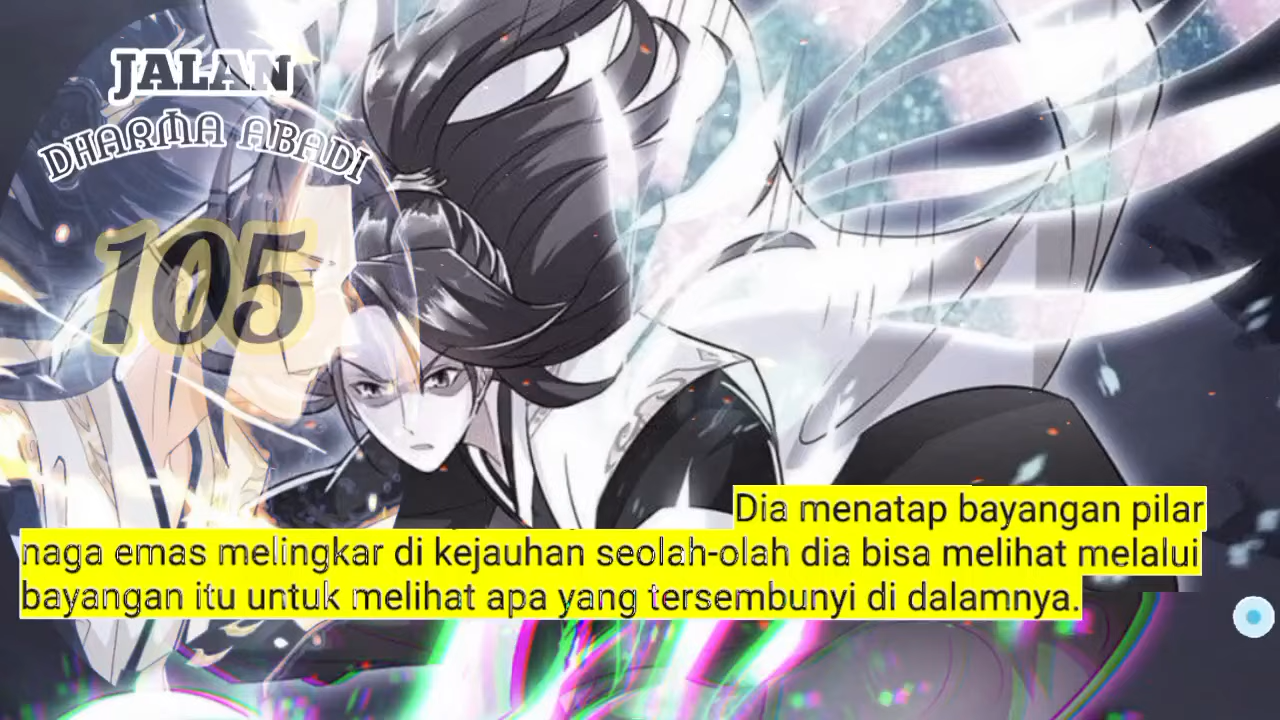 JALAN
DHARMA ABADI
105
Dia menatap bayangan pilar
naga emas melingkar di kejauhan seolah-olah dia bisa melihat melalui
bayangan itu untuk melihat apa yang tersembunyi di dalamnya.